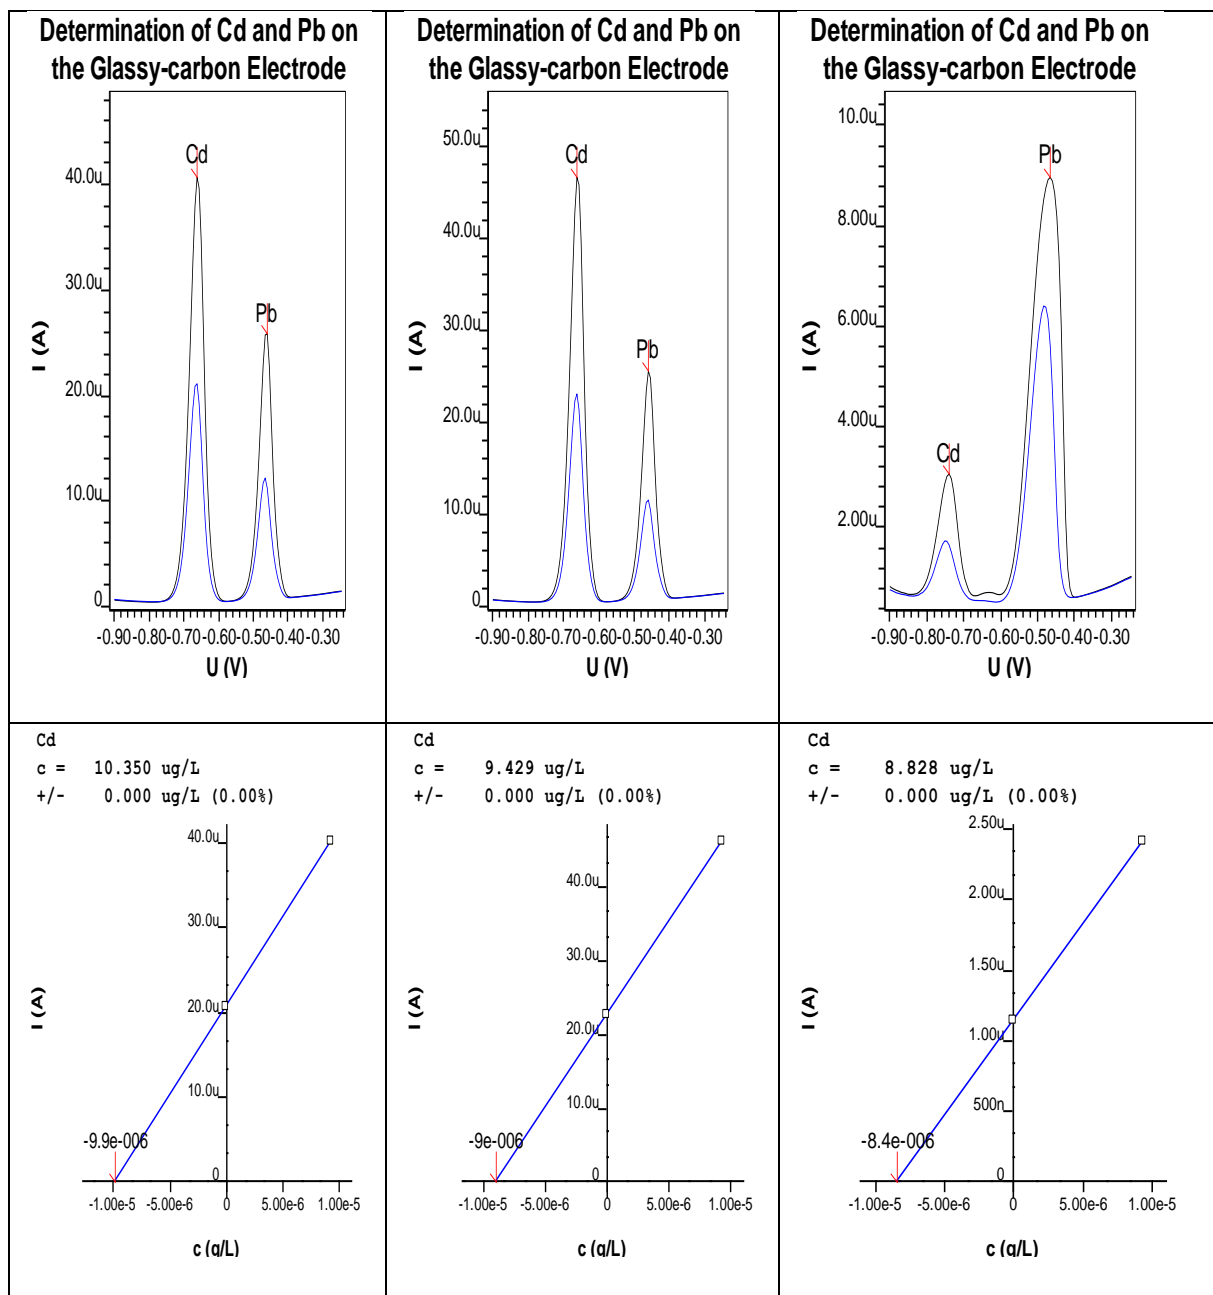 Determination of Cd and Pb on
the Glassy-carbon Electrode
Cd
Pb
40.0u
30.0u
20.0u
10.0u
0
I (A)
-0.90 -0.80 -0.70 -0.60 -0.50 -0.40 -0.30
U (V)
Determination of Cd and Pb on
the Glassy-carbon Electrode
Cd
Pb
50.0u
40.0u
30.0u
20.0u
10.0u
0
I (A)
-0.90 -0.80 -0.70 -0.60 -0.50 -0.40 -0.30
U (V)
Determination of Cd and Pb on
the Glassy-carbon Electrode
Pb
Cd
10.0u
8.00u
6.00u
4.00u
2.00u
I (A)
-0.90 -0.80 -0.70 -0.60 -0.50 -0.40 -0.30
U (V)
Cd
c = 10.350 ug/L
+/- 0.000 ug/L (0.00%)
40.0u
30.0u
20.0u
10.0u
0
-9.9e-006
I (A)
-1.00e-5 -5.00e-6 0 5.00e-6 1.00e-5
c (g/L)
Cd
c = 9.429 ug/L
+/- 0.000 ug/L (0.00%)
40.0u
30.0u
20.0u
10.0u
0
-9e-006
I (A)
-1.00e-5 -5.00e-6 0 5.00e-6 1.00e-5
c (g/L)
Cd
c = 8.828 ug/L
+/- 0.000 ug/L (0.00%)
2.50u
2.00u
1.50u
1.00u
500n
0
-8.4e-006
I (A)
-1.00e-5 -5.00e-6 0 5.00e-6 1.00e-5
c (g/L)